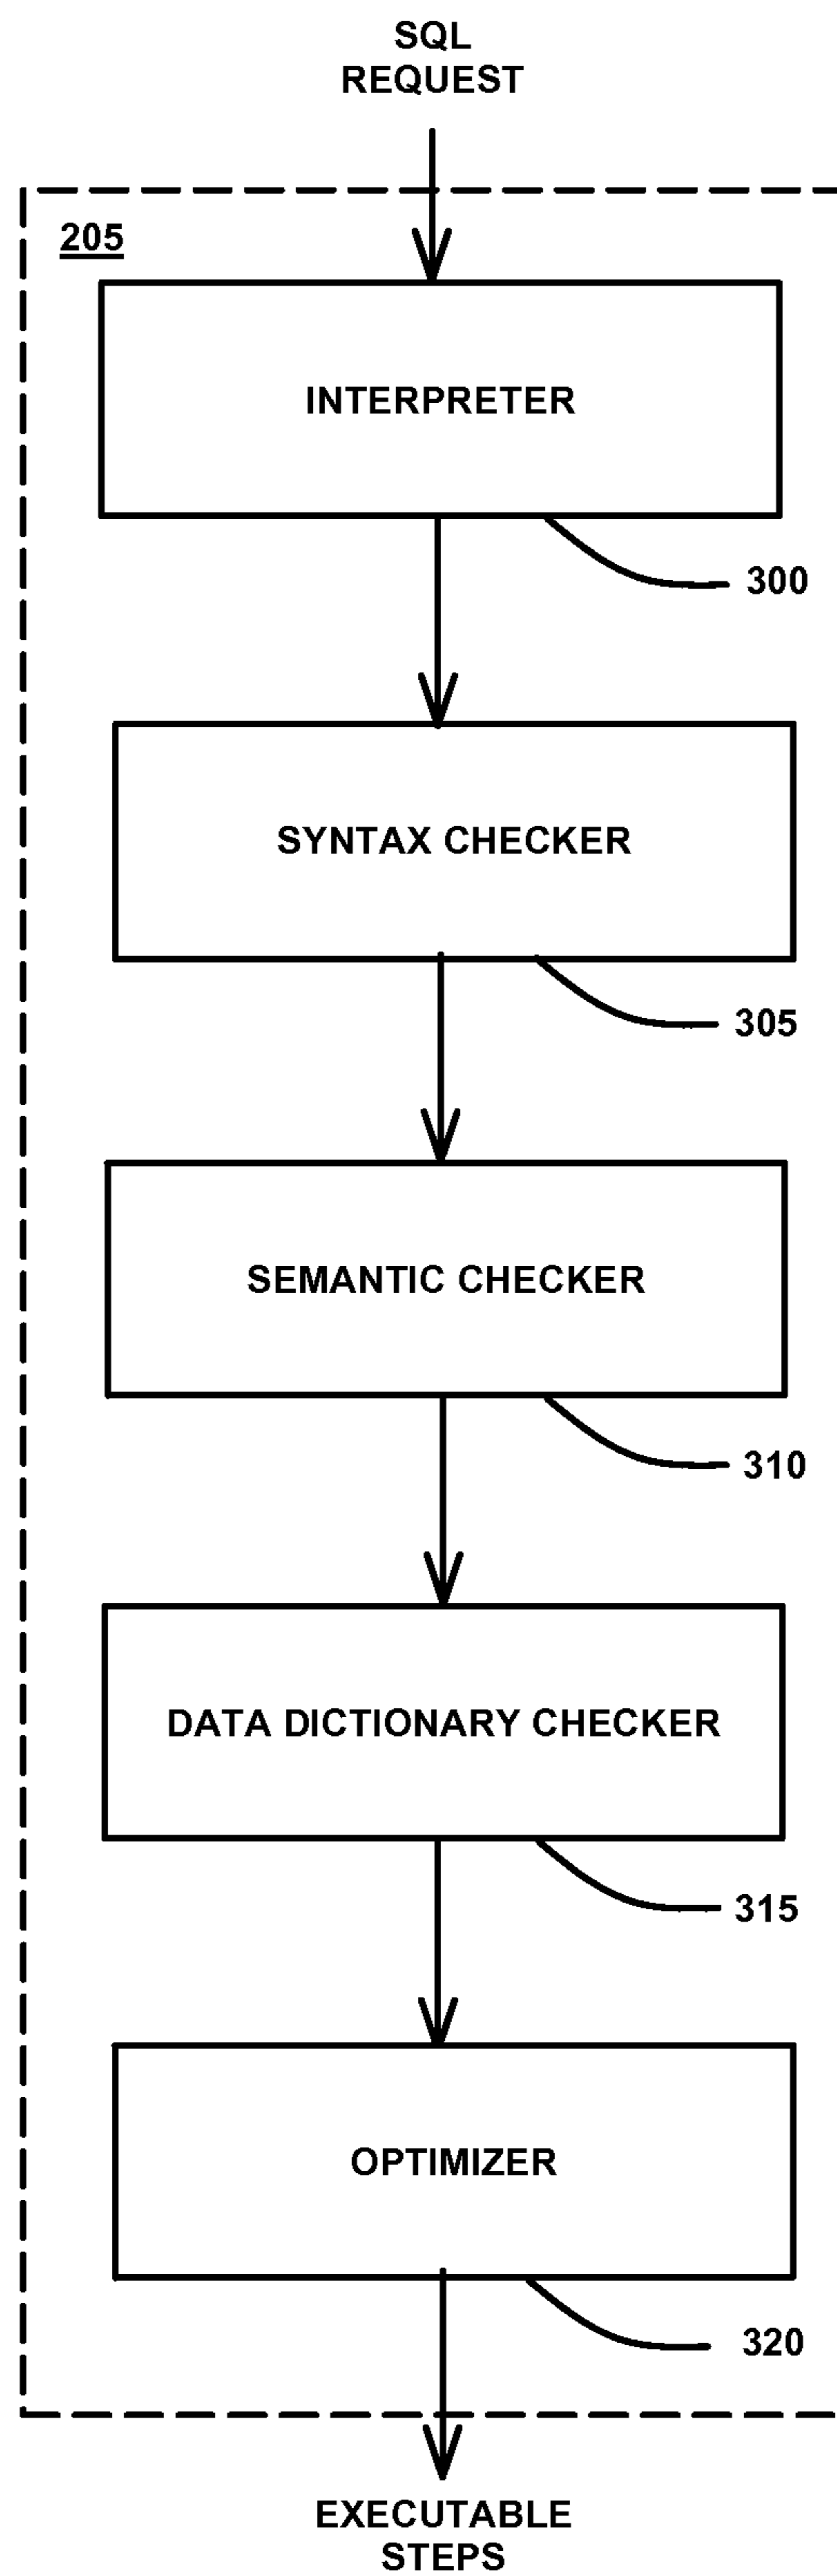 SQL
REQUEST
205
INTERPRETER
300
SYNTAX CHECKER
305
SEMANTIC CHECKER
310
DATA DICTIONARY CHECKER
315
OPTIMIZER
320
EXECUTABLE
STEPS